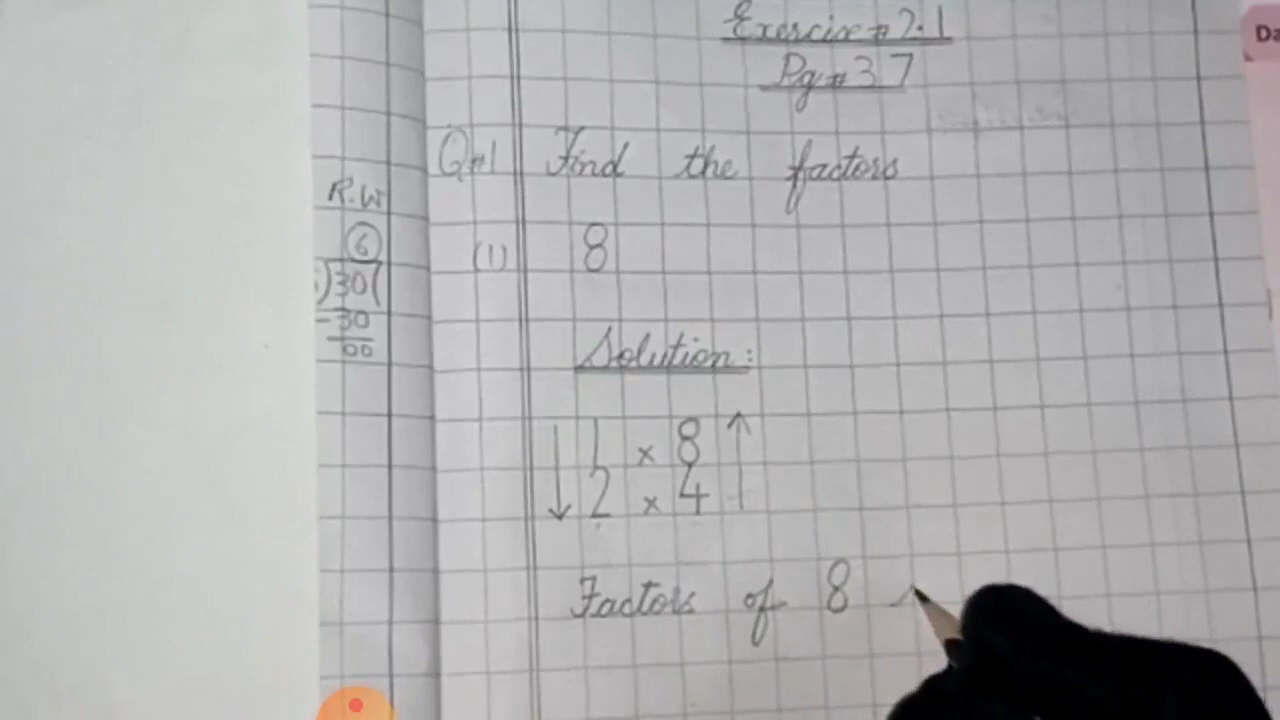 Exercise # 2.1
Pg # 37
Q#1 Find the factors
R.W
6
)30(
-30
00
(1) 8
Solution:
↓ 1 × 8 ↑
2 × 4
Factors of 8
Da